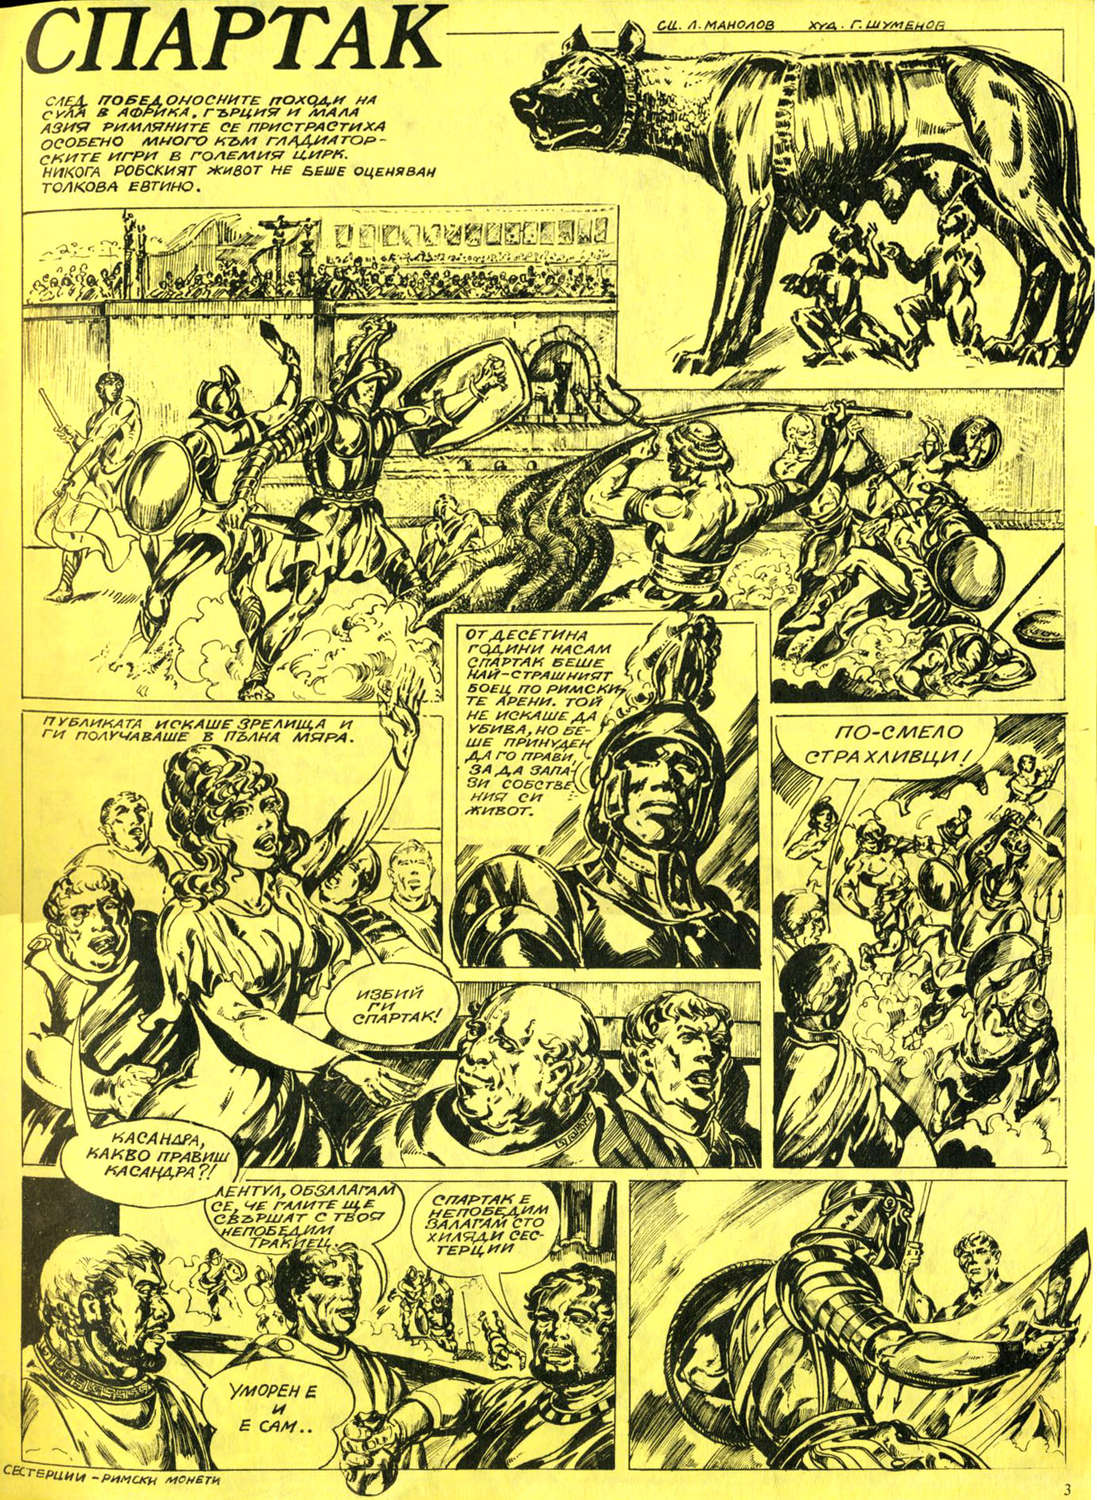 СПАРТАК
СЦ. Л. МАНОЛОВ ХУД. Г. ШУМЕНОВ
СЛЕД ПОБЕДОНОСНИТЕ ПОХОДИ НА
СУЛА В АФРИКА, ГЪРЦИЯ И МАЛА
АЗИЯ РИМЛЯНИТЕ СЕ ПРИСТРАСТИХА
ОСОБЕНО МНОГО КЪМ ГЛАДИАТОР-
СКИТЕ ИГРИ В ГОЛЕМИЯ ЦИРК.
НИКОГА РОБСКИЯТ ЖИВОТ НЕ БЕШЕ ОЦЕНЯВАН
ТОЛКОВА ЕВТИНО.
ПУБЛИКАТА ИСКАШЕ ЗРЕЛИЩА И
ГИ ПОЛУЧАВАШЕ В ПЪЛНА МЯРА.
ИЗБИЙ
ГИ
СПАРТАК!
КАСАНДРА,
КАКВО ПРАВИШ
КАСАНДРА?!
ОТ ДЕСЕТИНА
ГОДИНИ НАСАМ
СПАРТАК БЕШЕ
НАЙ-СТРАШНИЯТ
БОЕЦ ПО РИМСКИ-
ТЕ АРЕНИ. ТОЙ
НЕ ИСКАШЕ ДА
УБИВА, НО БЕ-
ШЕ ПРИНУДЕН
ДА ГО ПРАВИ,
ЗА ДА ЗАПА-
ЗИ СОБСТВЕ
НИЯ СИ
ЖИВОТ.
ПО-СМЕЛО
СТРАХЛИВЦИ!
ЛЕНТУЛ, ОБЗАЛАГАМ
СЕ, ЧЕ ГАЛИТЕ ЩЕ
СВЪРШАТ С ТВОЯ
НЕПОБЕДИМ
ТРАКИЕЦ.
СПАРТАК Е
НЕПОБЕДИМ
ЗАЛАГАМ СТО
ХИЛЯДИ СЕС-
ТЕРЦИИ
УМОРЕН Е
И
Е САМ..
СЕСТЕРЦИИ - РИМСКИ МОНЕТИ
3